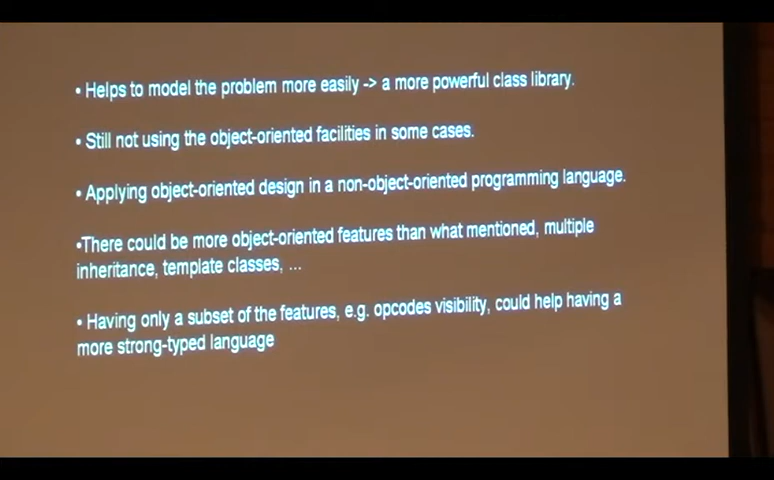 • Helps to model the problem more easily -> a more powerful class library.
• Still not using the object-oriented facilities in some cases.
• Applying object-oriented design in a non-object-oriented programming language.
•There could be more object-oriented features than what mentioned, multiple
inheritance, template classes, ...
• Having only a subset of the features, e.g. opcodes visibility, could help having a
more strong-typed language